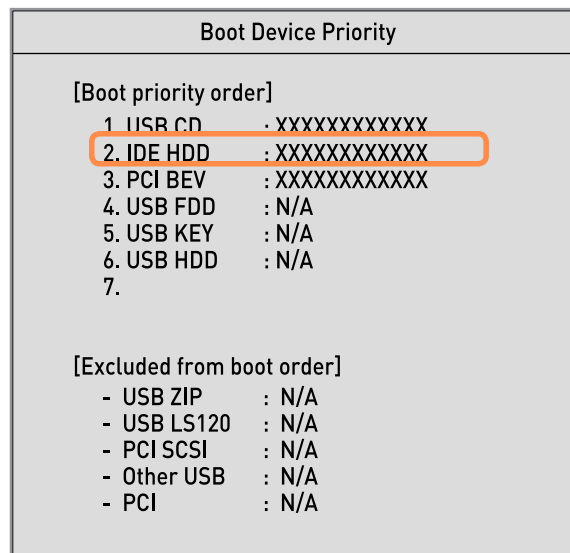 Boot Device Priority
[Boot priority order]
1. USB CD : XXXXXXXXXXXX
2. IDE HDD : XXXXXXXXXXXX
3. PCI BEV : XXXXXXXXXXXX
4. USB FDD : N/A
5. USB KEY : N/A
6. USB HDD : N/A
7.
[Excluded from boot order]
- USB ZIP : N/A
- USB LS120 : N/A
- PCI SCSI : N/A
- Other USB : N/A
- PCI : N/A